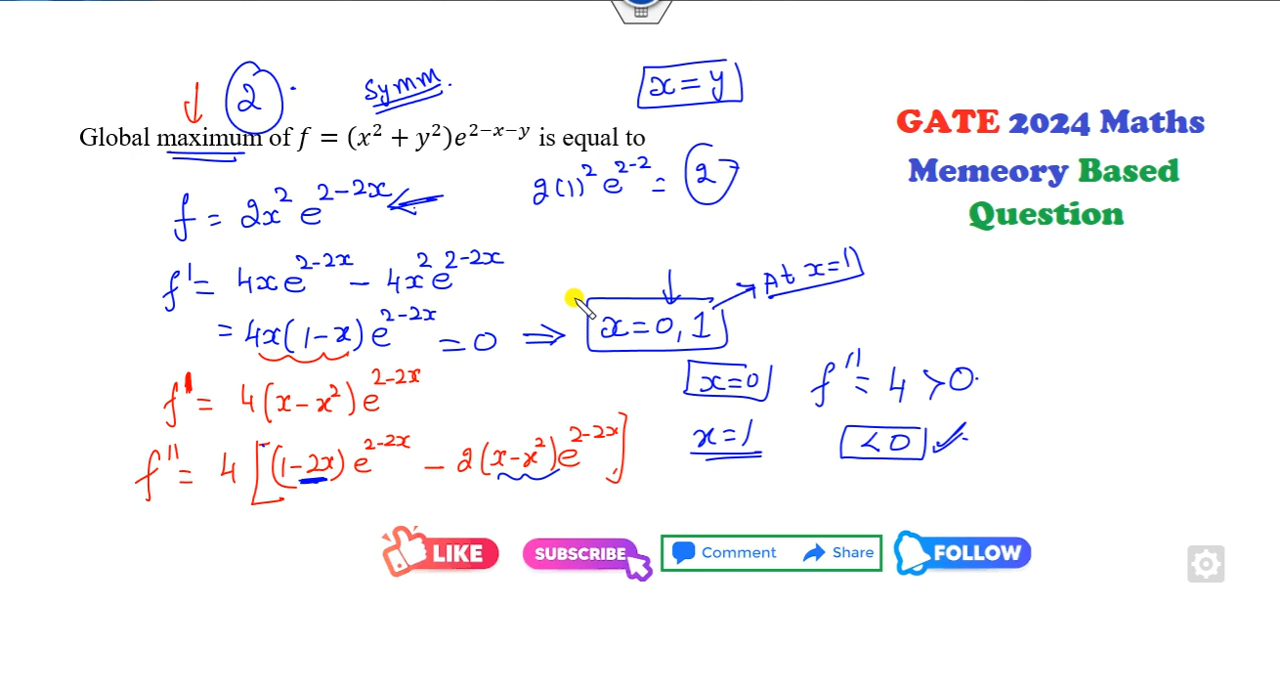 2
Symm.
x = y
Global maximum of f = (x² + y²)e^{2−x−y} is equal to
GATE 2024 Maths
Memeory Based
Question
2(1)² e^{2-2} = 2
f = 2x² e^{2-2x}
f' = 4x e^{2-2x} - 4x² e^{2-2x}
= 4x(1-x) e^{2-2x} = 0 ⇒ x = 0, 1
At x = 1
f' = 4(x - x²) e^{2-2x}
x = 0 f'' = 4 > 0.
f'' = 4 [(1-2x) e^{2-2x} - 2(x-x²) e^{2-2x}]
x = 1 < 0 ✓
LIKE
SUBSCRIBE
Comment
Share
FOLLOW